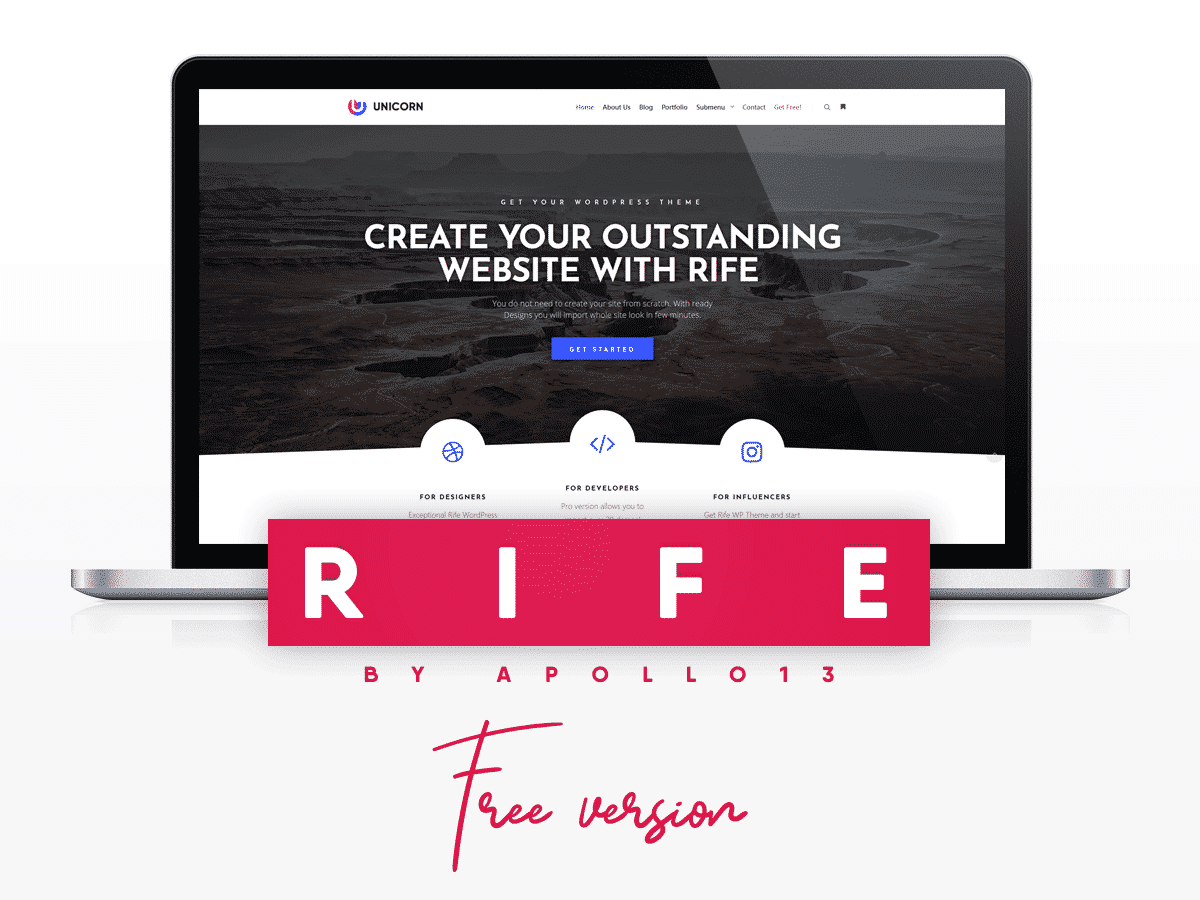 UNICORN
Home About Us Blog Portfolio Submenu Contact Get Free!
GET YOUR WORDPRESS THEME
CREATE YOUR OUTSTANDING
WEBSITE WITH RIFE
You do not need to create your site from scratch. With ready
Designs you will import whole site look in few minutes.
GET STARTED
FOR DESIGNERS
Exceptional Rife WordPress
FOR DEVELOPERS
Pro version allows you to
FOR INFLUENCERS
Get Rife WP Theme and start
RIFE
BY APOLLO13
Free version